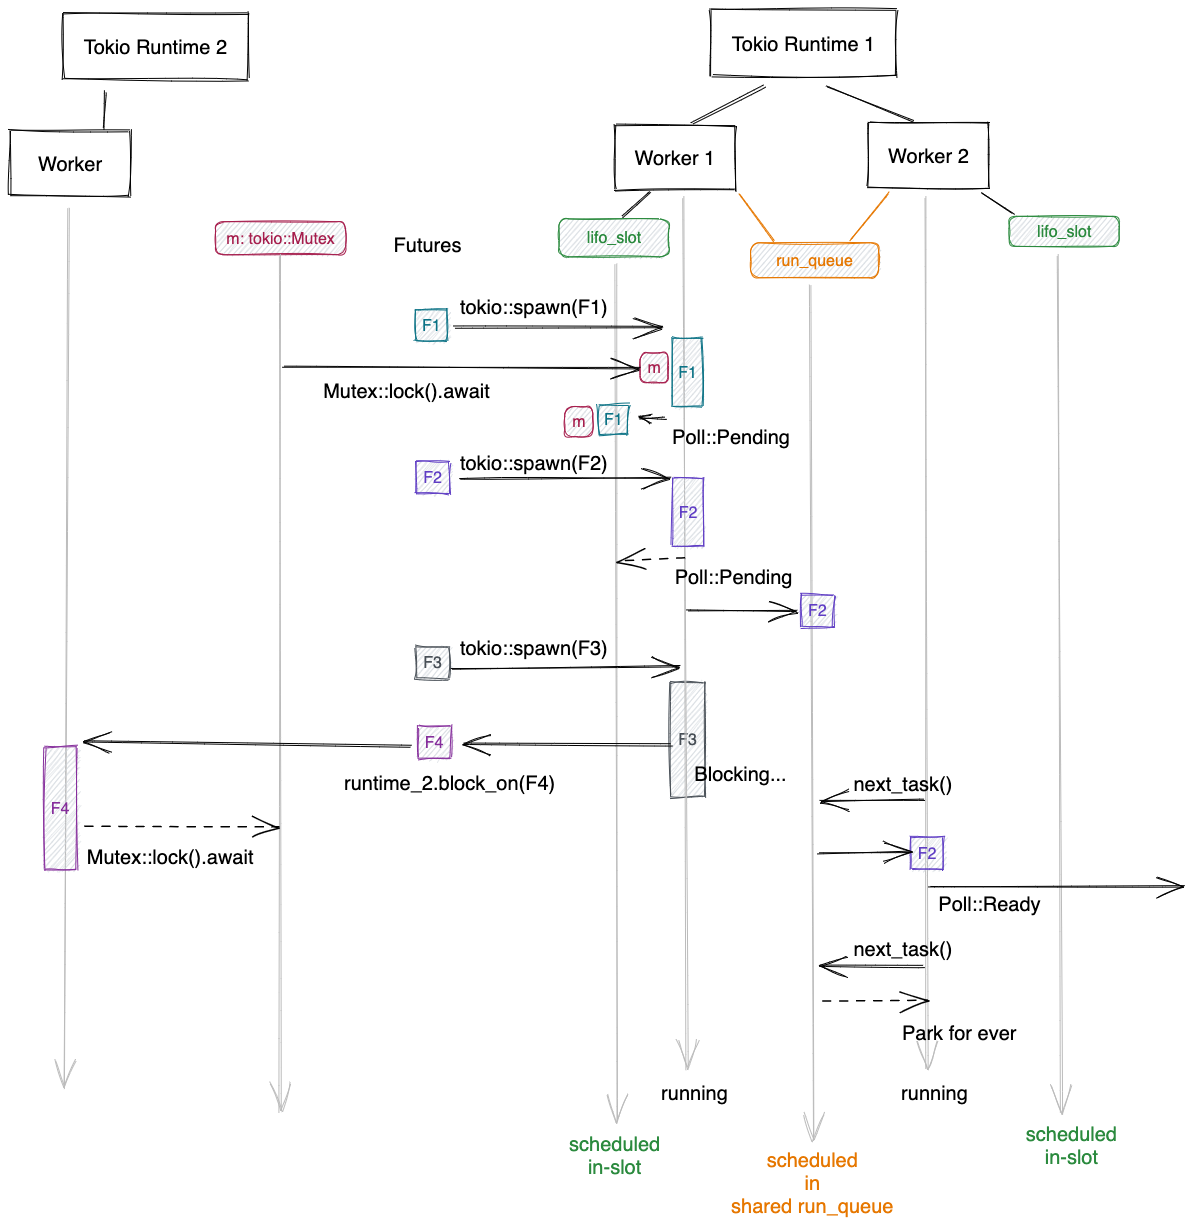 Tokio Runtime 2
Tokio Runtime 1
Worker
Worker 1
Worker 2
m: tokio::Mutex
Futures
lifo_slot
run_queue
lifo_slot
F1
tokio::spawn(F1)
m
F1
Mutex::lock().await
m
F1
Poll::Pending
F2
tokio::spawn(F2)
F2
Poll::Pending
F2
F3
tokio::spawn(F3)
F4
F3
runtime_2.block_on(F4)
Blocking...
next_task()
F4
Mutex::lock().await
F2
Poll::Ready
next_task()
Park for ever
running
running
scheduled
in-slot
scheduled
in
shared run_queue
scheduled
in-slot